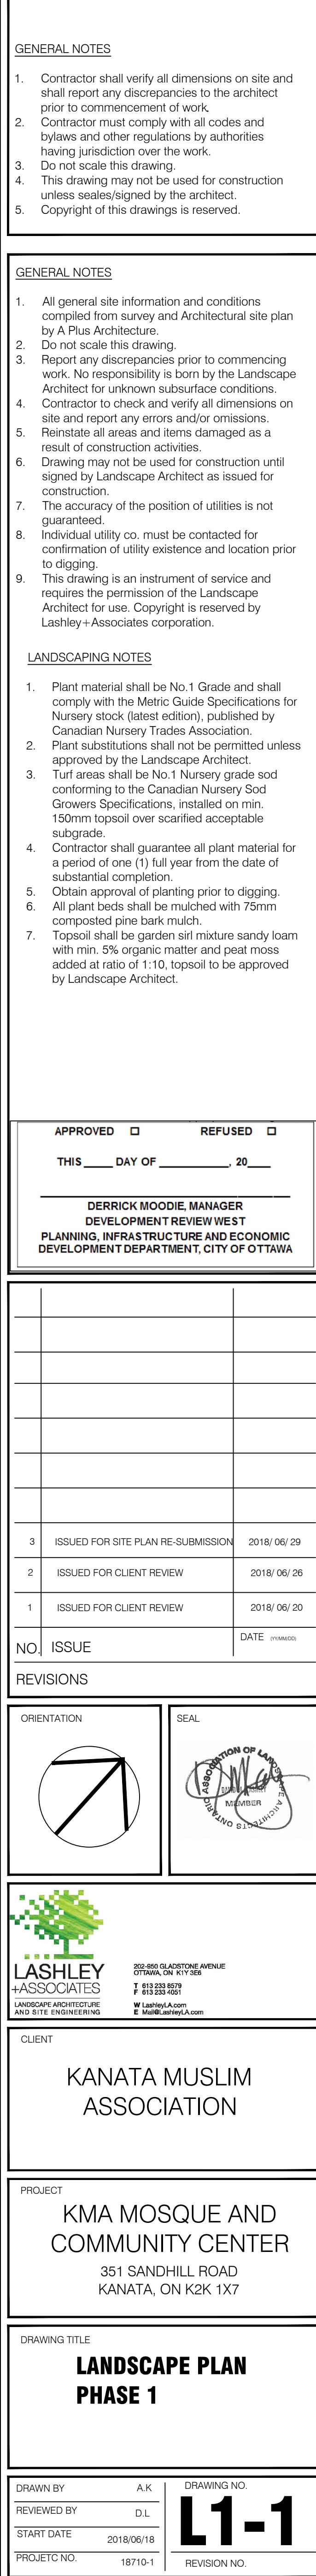 GENERAL NOTES
1. Contractor shall verify all dimensions on site and
shall report any discrepancies to the architect
prior to commencement of work.
2. Contractor must comply with all codes and
bylaws and other regulations by authorities
having jurisdiction over the work.
3. Do not scale this drawing.
4. This drawing may not be used for construction
unless seales/signed by the architect.
5. Copyright of this drawings is reserved.
GENERAL NOTES
1. All general site information and conditions
compiled from survey and Architectural site plan
by A Plus Architecture.
2. Do not scale this drawing.
3. Report any discrepancies prior to commencing
work. No responsibility is born by the Landscape
Architect for unknown subsurface conditions.
4. Contractor to check and verify all dimensions on
site and report any errors and/or omissions.
5. Reinstate all areas and items damaged as a
result of construction activities.
6. Drawing may not be used for construction until
signed by Landscape Architect as issued for
construction.
7. The accuracy of the position of utilities is not
guaranteed.
8. Individual utility co. must be contacted for
confirmation of utility existence and location prior
to digging.
9. This drawing is an instrument of service and
requires the permission of the Landscape
Architect for use. Copyright is reserved by
Lashley+Associates corporation.
LANDSCAPING NOTES
1. Plant material shall be No.1 Grade and shall
comply with the Metric Guide Specifications for
Nursery stock (latest edition), published by
Canadian Nursery Trades Association.
2. Plant substitutions shall not be permitted unless
approved by the Landscape Architect.
3. Turf areas shall be No.1 Nursery grade sod
conforming to the Canadian Nursery Sod
Growers Specifications, installed on min.
150mm topsoil over scarified acceptable
subgrade.
4. Contractor shall guarantee all plant material for
a period of one (1) full year from the date of
substantial completion.
5. Obtain approval of planting prior to digging.
6. All plant beds shall be mulched with 75mm
composted pine bark mulch.
7. Topsoil shall be garden sirl mixture sandy loam
with min. 5% organic matter and peat moss
added at ratio of 1:10, topsoil to be approved
by Landscape Architect.
APPROVED ☐ REFUSED ☐
THIS ____ DAY OF __________, 20___
DERRICK MOODIE, MANAGER
DEVELOPMENT REVIEW WEST
PLANNING, INFRASTRUCTURE AND ECONOMIC
DEVELOPMENT DEPARTMENT, CITY OF OTTAWA
3 ISSUED FOR SITE PLAN RE-SUBMISSION 2018/ 06/ 29
2 ISSUED FOR CLIENT REVIEW 2018/ 06/ 26
1 ISSUED FOR CLIENT REVIEW 2018/ 06/ 20
NO. ISSUE DATE (YY/MM/DD)
REVISIONS
ORIENTATION
SEAL
ONTARIO ASSOCIATION OF LANDSCAPE ARCHITECTS
MEMBER
LASHLEY
+ASSOCIATES
LANDSCAPE ARCHITECTURE
AND SITE ENGINEERING
202-950 GLADSTONE AVENUE
OTTAWA, ON K1Y 3E6
T 613 233 8579
F 613 233 4051
W LashleyLA.com
E Mail@LashleyLA.com
CLIENT
KANATA MUSLIM
ASSOCIATION
PROJECT
KMA MOSQUE AND
COMMUNITY CENTER
351 SANDHILL ROAD
KANATA, ON K2K 1X7
DRAWING TITLE
LANDSCAPE PLAN
PHASE 1
DRAWN BY A.K
REVIEWED BY D.L
START DATE 2018/06/18
PROJETC NO. 18710-1
DRAWING NO.
L1-1
REVISION NO.